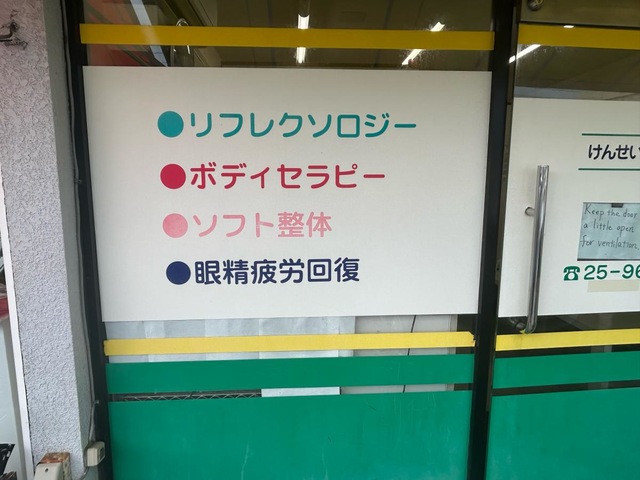 ●リフレクソロジー
●ボディセラピー
●ソフト整体
●眼精疲労回復
けんせい
Keep the door
a little open
for ventilation.
☎25-96